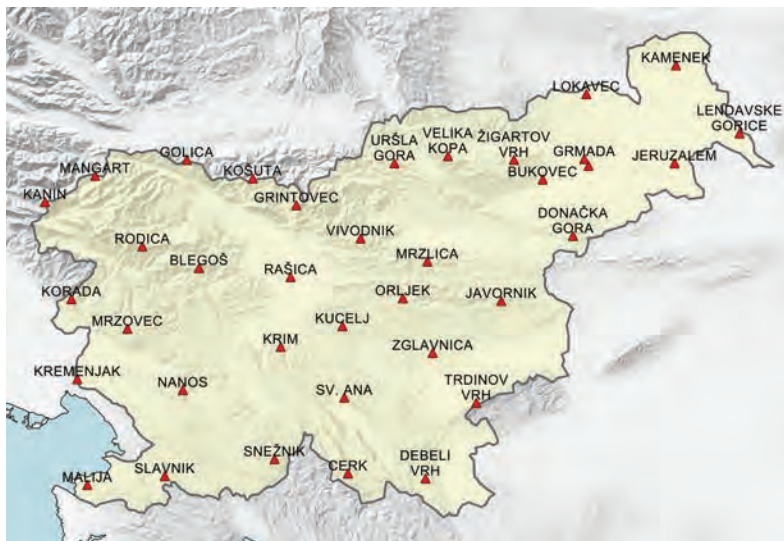 KAMENEK
LOKAVEC
LENDAVSKE
GORICE
URŠLA
GORA
VELIKA
KOPA
ŽIGARTOV
VRH
GRMADA
BUKOVEC
JERUZALEM
GOLICA
MANGART
KOŠUTA
KANIN
GRINTOVEC
DONAČKA
GORA
VIVODNIK
RODICA
BLEGOŠ
RAŠICA
MRZLICA
KORADA
ORLJEK
JAVORNIK
MRZOVEC
KUCELJ
KRIM
ZGLAVNICA
KREMENJAK
NANOS
SV. ANA
TRDINOV
VRH
SNEŽNIK
SLAVNIK
MALIJA
CERK
DEBELI
VRH